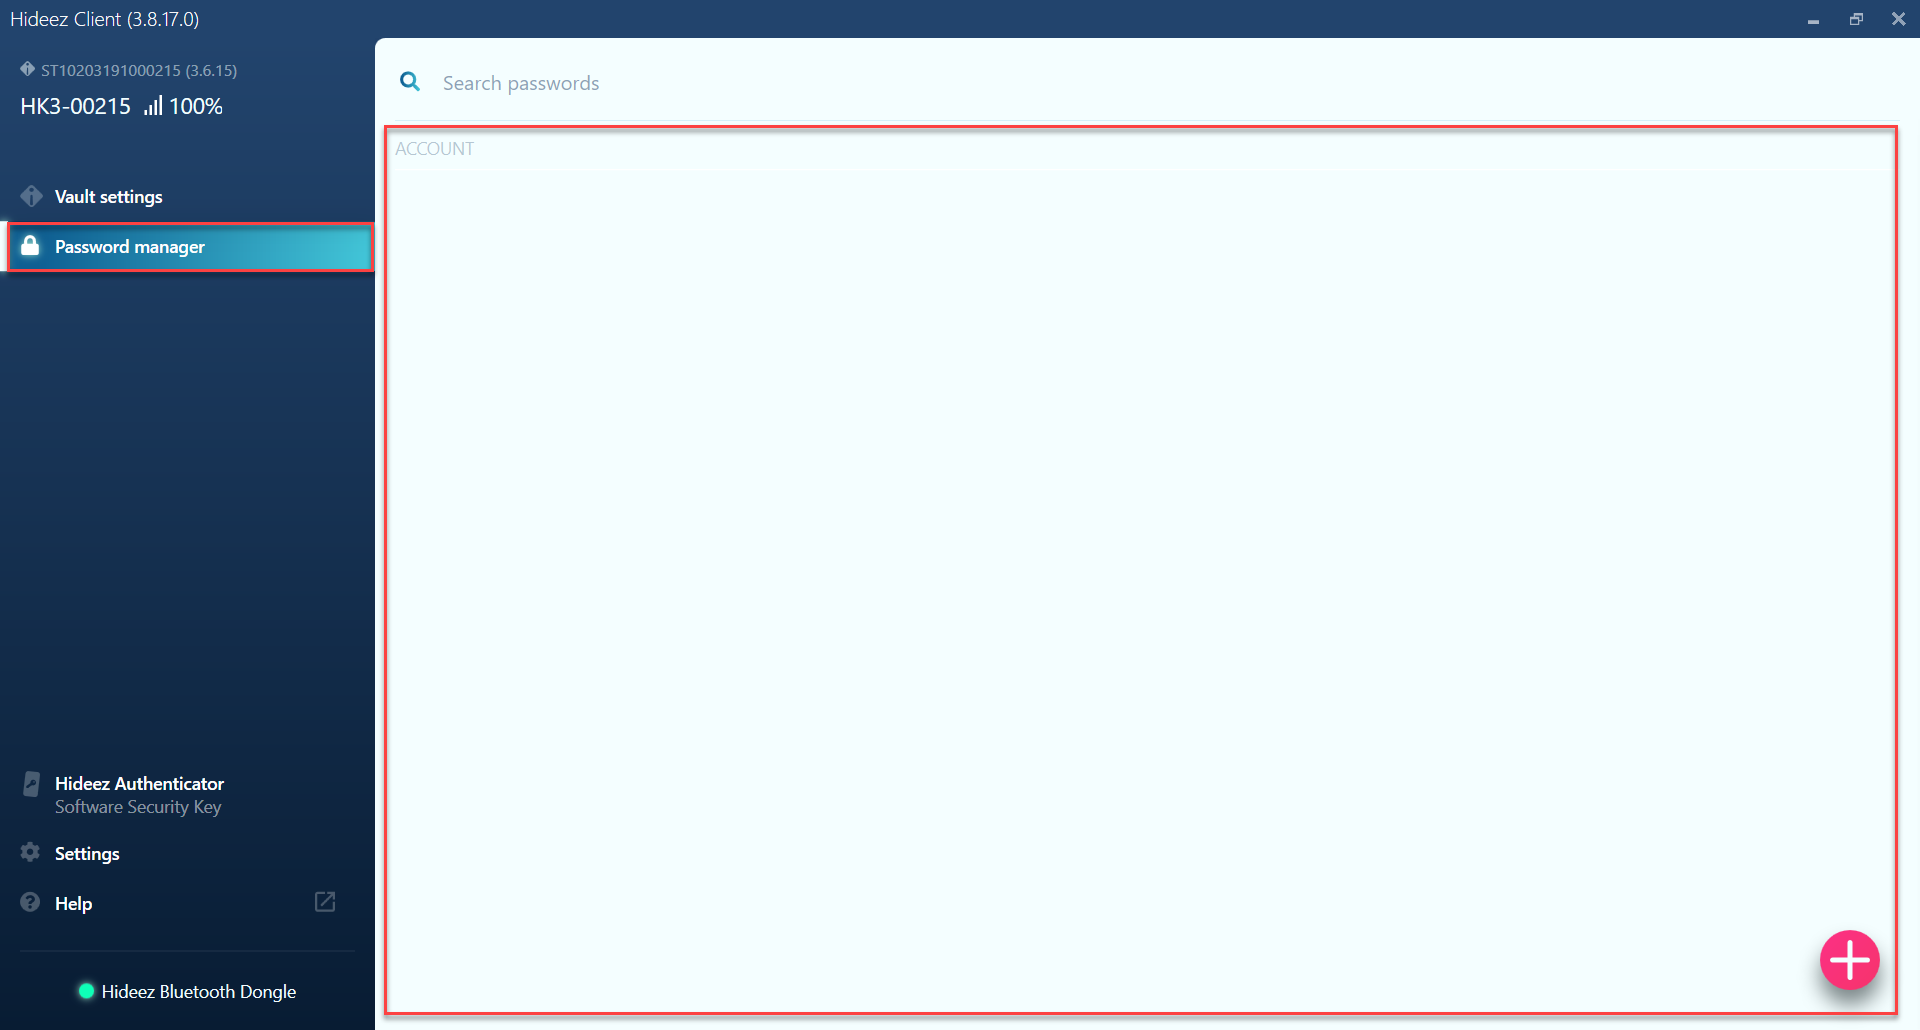 Hideez Client (3.8.17.0)
ST10203191000215 (3.6.15)
HK3-00215 100%
Vault settings
Password manager
Hideez Authenticator
Software Security Key
Settings
Help
Hideez Bluetooth Dongle
Search passwords
ACCOUNT